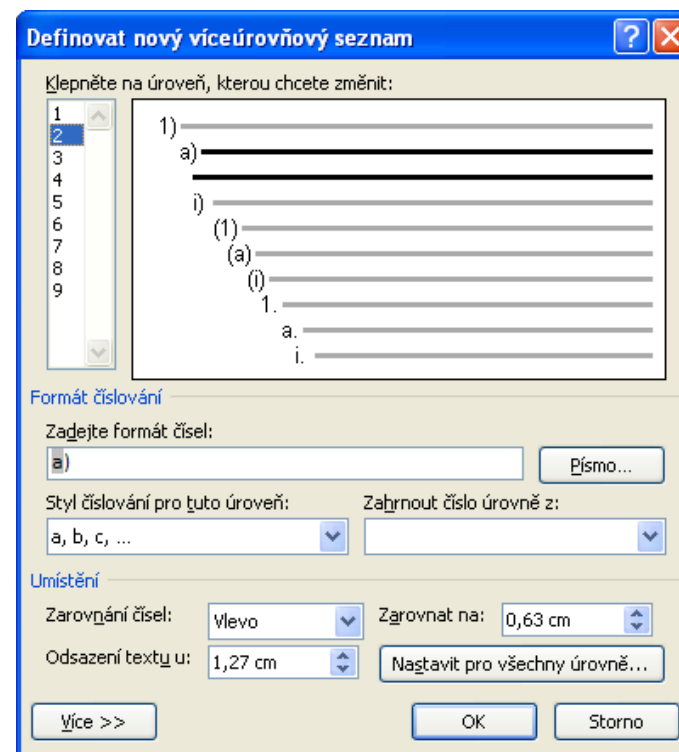 Definovat nový víceúrovňový seznam
Klepněte na úroveň, kterou chcete změnit:
1
2
3
4
5
6
7
8
9
1)
a)
i)
(1)
(a)
(i)
1.
a.
i.
Formát číslování
Zadejte formát čísel:
a)
Písmo...
Styl číslování pro tuto úroveň: Zahrnout číslo úrovně z:
a, b, c, ...
Umístění
Zarovnání čísel: Vlevo Zarovnat na: 0,63 cm
Odsazení textu u: 1,27 cm Nastavit pro všechny úrovně...
Více >> OK Storno